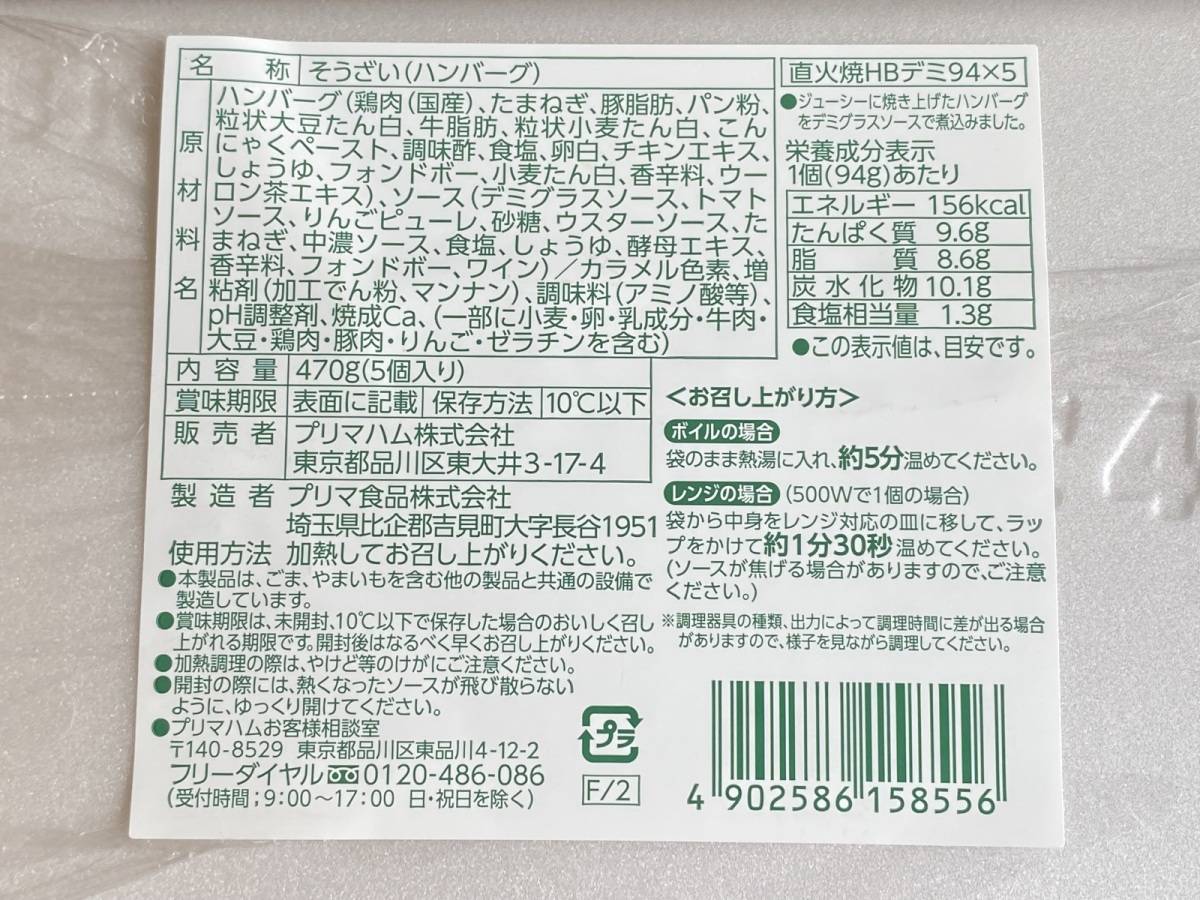 名称 そうざい(ハンバーグ)
原材料名
ハンバーグ(鶏肉(国産)、たまねぎ、豚脂肪、パン粉、
粒状大豆たん白、牛脂肪、粒状小麦たん白、こん
にゃくペースト、調味酢、食塩、卵白、チキンエキス、
しょうゆ、フォンドボー、小麦たん白、香辛料、ウー
ロン茶エキス)、ソース(デミグラスソース、トマト
ソース、りんごピューレ、砂糖、ウスターソース、た
まねぎ、中濃ソース、食塩、しょうゆ、酵母エキス、
香辛料、フォンドボー、ワイン)/カラメル色素、増
粘剤(加工でん粉、マンナン)、調味料(アミノ酸等)、
pH調整剤、焼成Ca、(一部に小麦・卵・乳成分・牛肉・
大豆・鶏肉・豚肉・りんご・ゼラチンを含む)
内容量 470g(5個入り)
賞味期限 表面に記載 保存方法 10℃以下
販売者 プリマハム株式会社
東京都品川区東大井3-17-4
製造者 プリマ食品株式会社
埼玉県比企郡吉見町大字長谷1951
使用方法 加熱してお召し上がりください。
●本製品は、ごま、やまいもを含む他の製品と共通の設備で
製造しています。
●賞味期限は、未開封、10℃以下で保存した場合のおいしく召し
上がれる期限です。開封後はなるべく早くお召し上がりください。
●加熱調理の際は、やけど等のけがにご注意ください。
●開封の際には、熱くなったソースが飛び散らない
ように、ゆっくり開けてください。
●プリマハムお客様相談室
〒140-8529 東京都品川区東品川4-12-2
フリーダイヤル 0120-486-086
(受付時間;9:00〜17:00 日・祝日を除く)
プラ
F/2
直火焼HBデミ94×5
●ジューシーに焼き上げたハンバーグ
をデミグラスソースで煮込みました。
栄養成分表示
1個(94g)あたり
エネルギー 156kcal
たんぱく質 9.6g
脂質 8.6g
炭水化物 10.1g
食塩相当量 1.3g
●この表示値は、目安です。
<お召し上がり方>
ボイルの場合
袋のまま熱湯に入れ、約5分温めてください。
レンジの場合 (500Wで1個の場合)
袋から中身をレンジ対応の皿に移して、ラッ
プをかけて約1分30秒温めてください。
(ソースが焦げる場合がありますので、ご注意
ください。)
※調理器具の種類、出力によって調理時間に差が出る場合
がありますので、様子を見ながら調理してください。
4 902586 158556